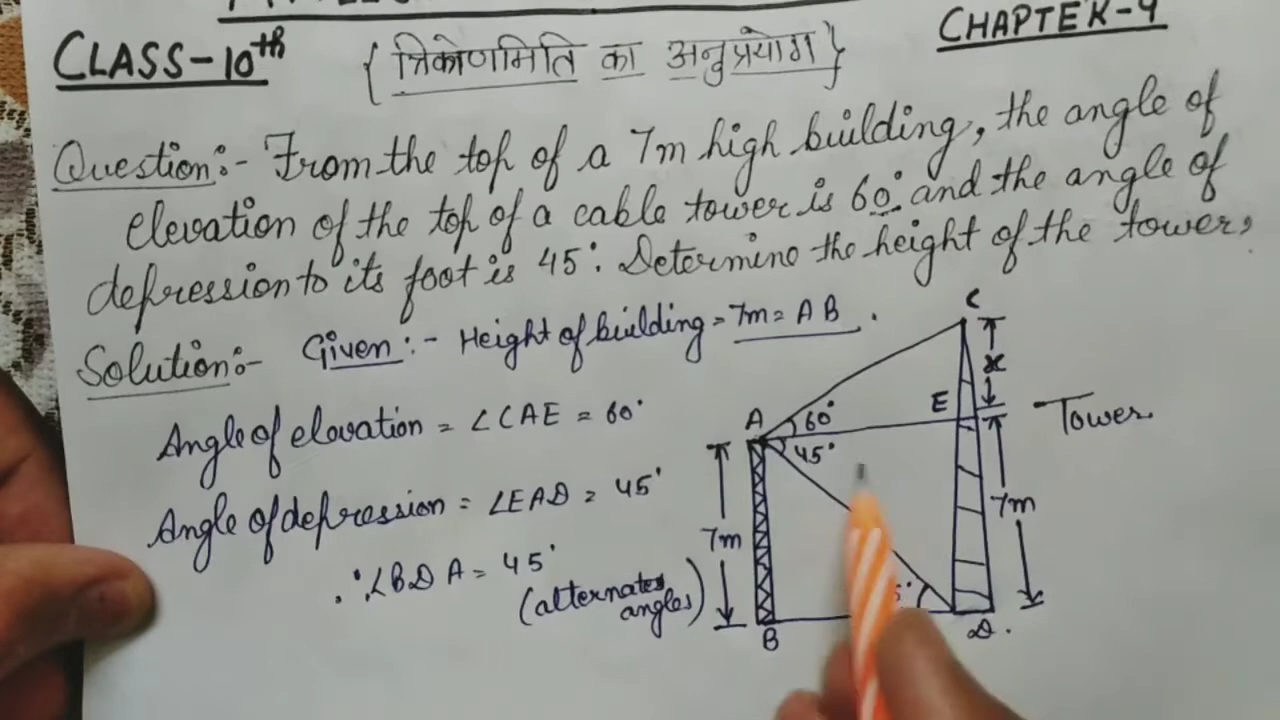 CLASS-10th
{त्रिकोणमिति का अनुप्रयोग}
CHAPTER-9
Question:- From the top of a 7m high building, the angle of
elevation of the top of a cable tower is 60° and the angle of
depression to its foot is 45°. Determine the height of the tower.
Solution:- Given:- Height of building = 7m = AB.
Angle of elevation = ∠CAE = 60°
Angle of depression = ∠EAD = 45°
∴ ∠BDA = 45°
(alternate angles)
C
x
E
Tower
A
60°
45°
7m
7m
B
D.